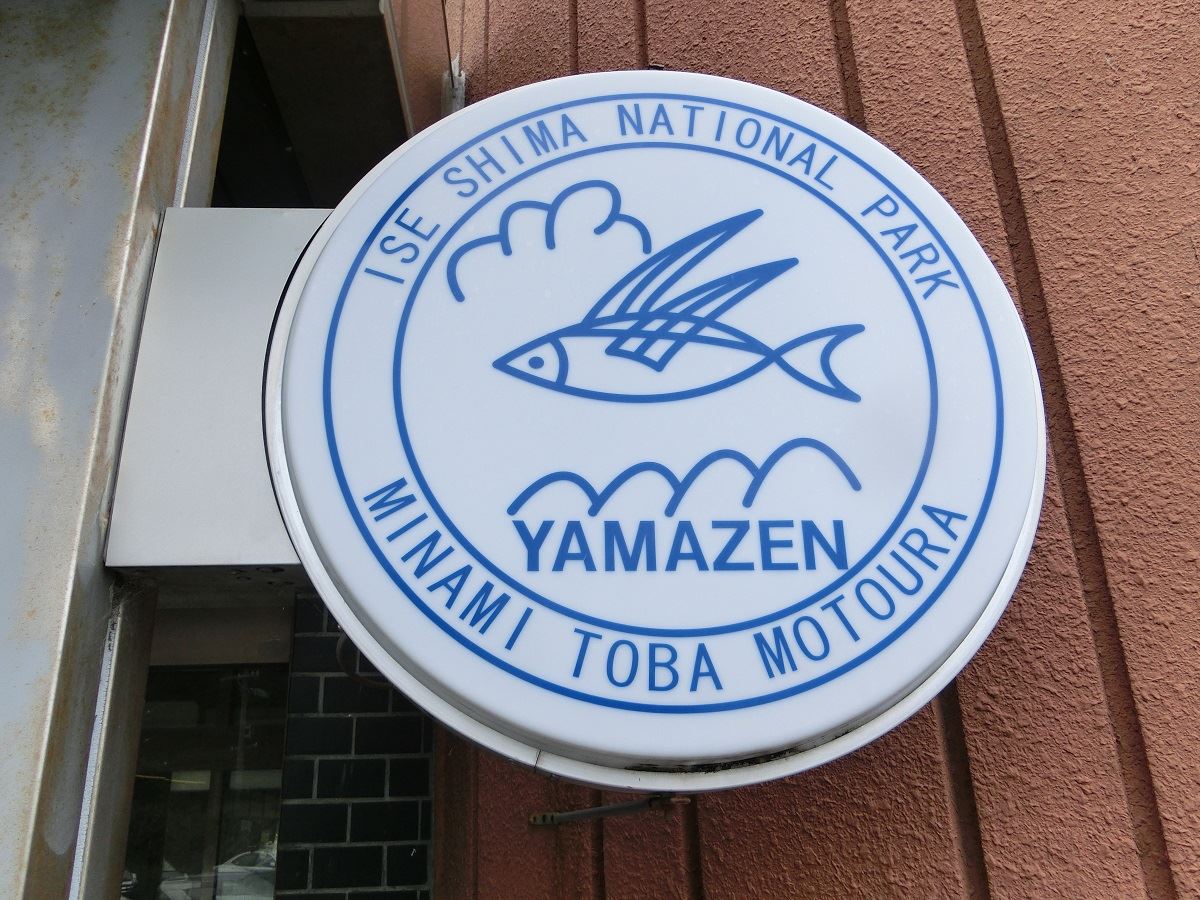 ISE SHIMA NATIONAL PARK
YAMAZEN
MINAMI TOBA MOTOURA